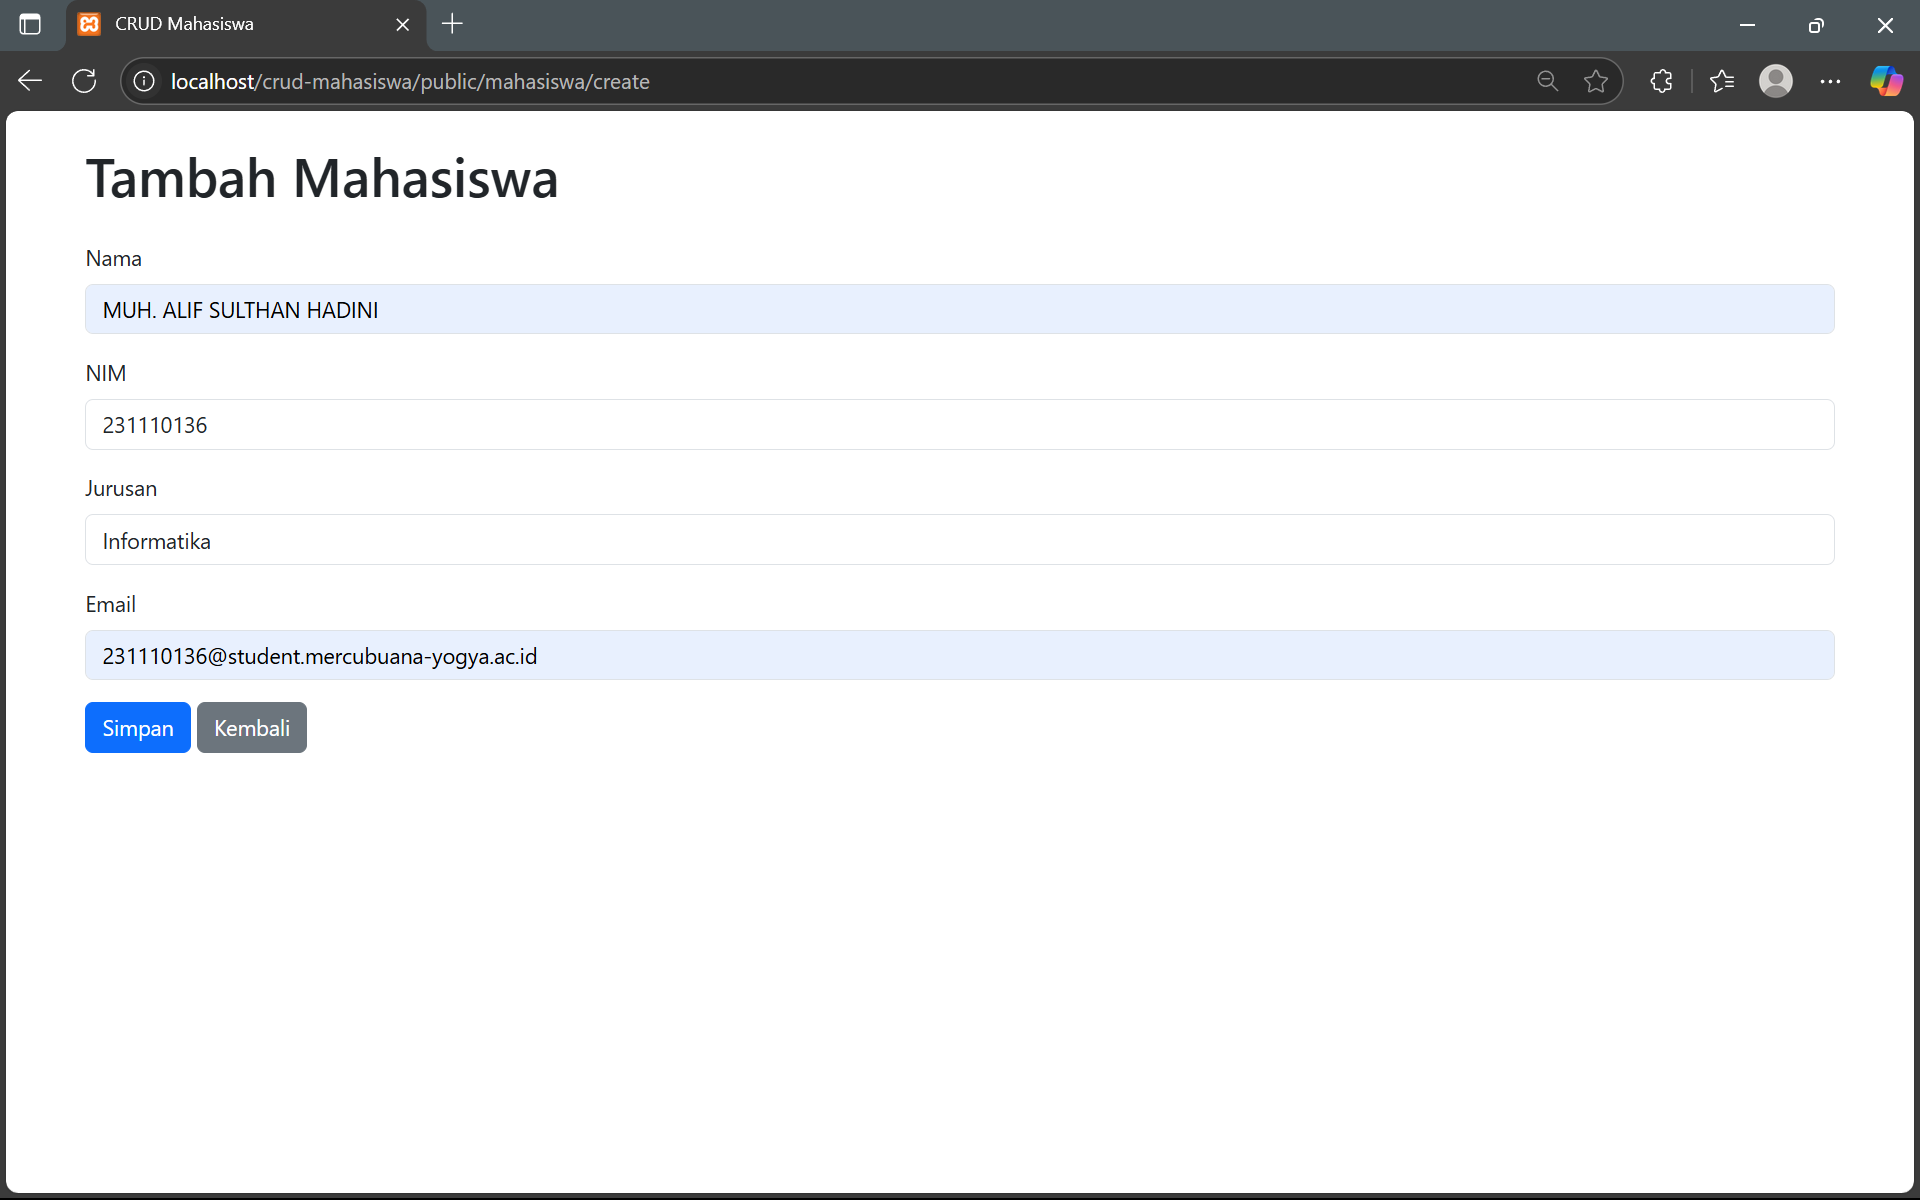 CRUD Mahasiswa
localhost/crud-mahasiswa/public/mahasiswa/create
Tambah Mahasiswa
Nama
MUH. ALIF SULTHAN HADINI
NIM
231110136
Jurusan
Informatika
Email
231110136@student.mercubuana-yogya.ac.id
Simpan Kembali